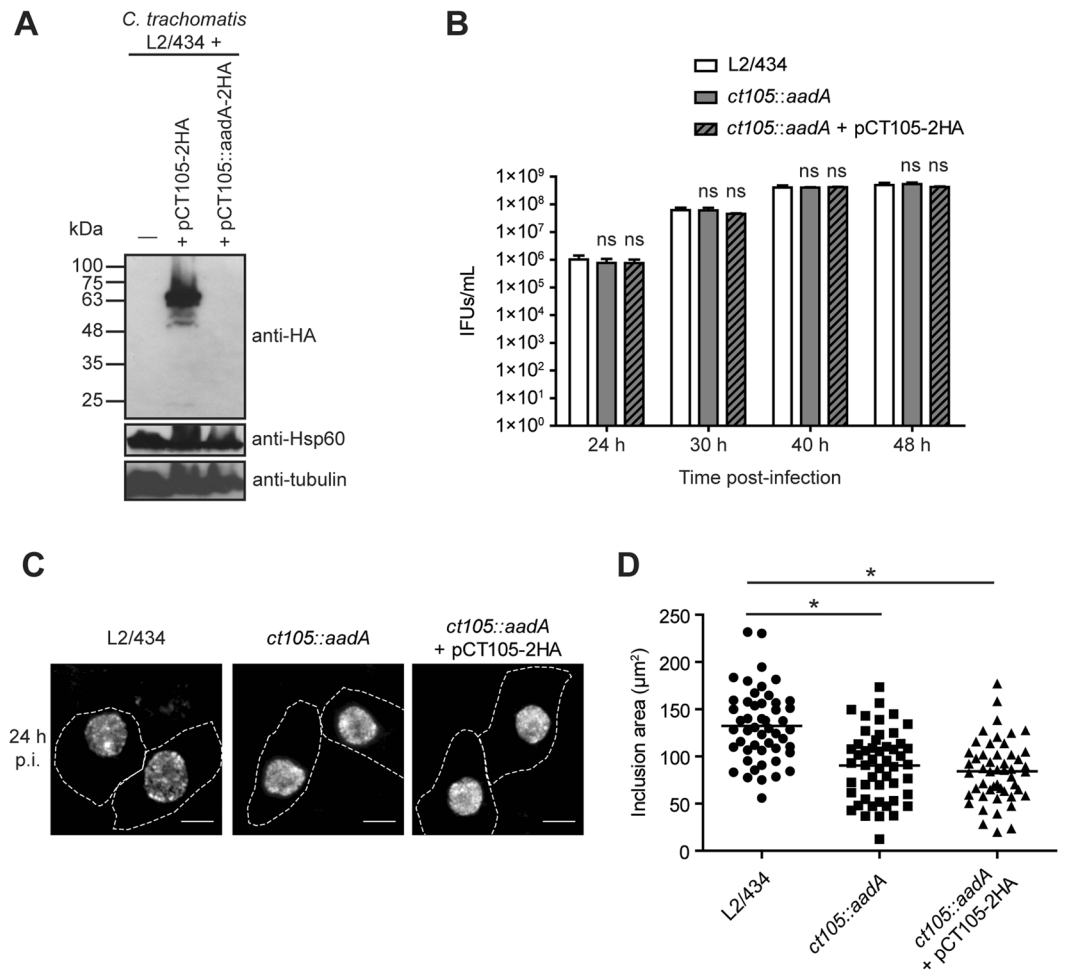 A
C. trachomatis
L2/434 +
—
+ pCT105-2HA
+ pCT105::aadA-2HA
kDa
100
75
63
48
35
25
anti-HA
anti-Hsp60
anti-tubulin
B
L2/434
ct105::aadA
ct105::aadA + pCT105-2HA
IFUs/mL
1×10⁹
1×10⁸
1×10⁷
1×10⁶
1×10⁵
1×10⁴
1×10³
1×10²
1×10¹
1×10⁰
ns ns
ns ns
ns ns
ns ns
24 h 30 h 40 h 48 h
Time post-infection
C
L2/434
ct105::aadA
ct105::aadA
+ pCT105-2HA
24 h
p.i.
D
*
*
Inclusion area (µm²)
250
200
150
100
50
0
L2/434
ct105::aadA
ct105::aadA
+ pCT105-2HA